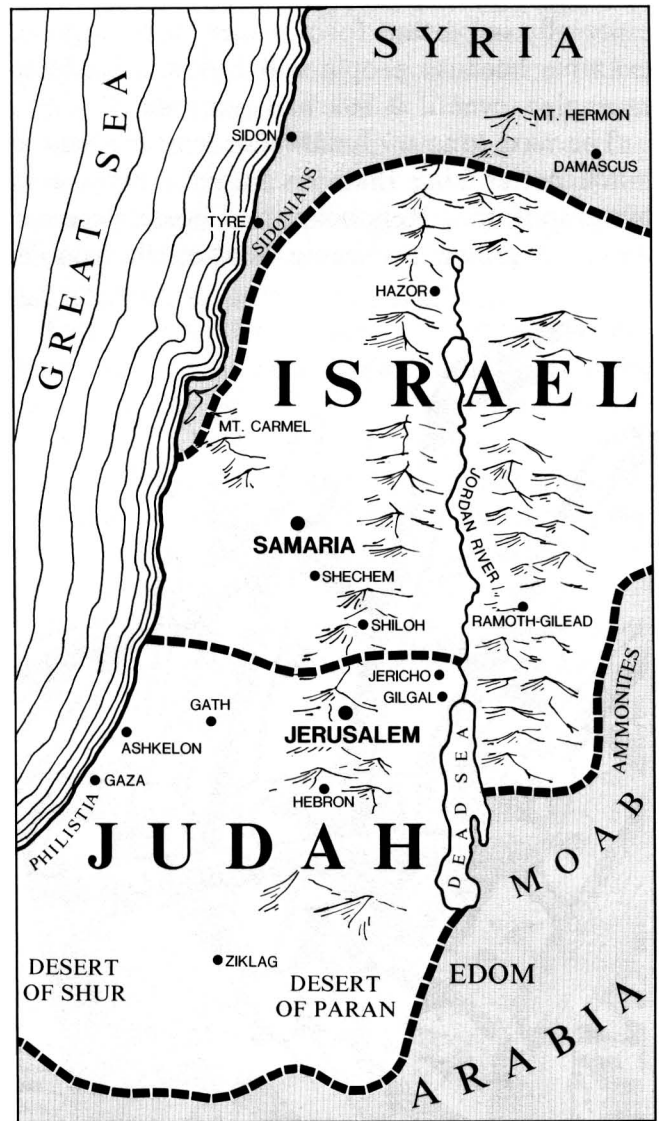 SYRIA
GREAT SEA
MT. HERMON
SIDON
DAMASCUS
SIDONIANS
TYRE
HAZOR
ISRAEL
MT. CARMEL
JORDAN RIVER
SAMARIA
SHECHEM
RAMOTH-GILEAD
SHILOH
JERICHO
GILGAL
GATH
JERUSALEM
ASHKELON
AMMONITES
GAZA
HEBRON
DEAD SEA
PHILISTIA
JUDAH
MOAB
ZIKLAG
DESERT
OF SHUR
DESERT
OF PARAN
EDOM
ARABIA